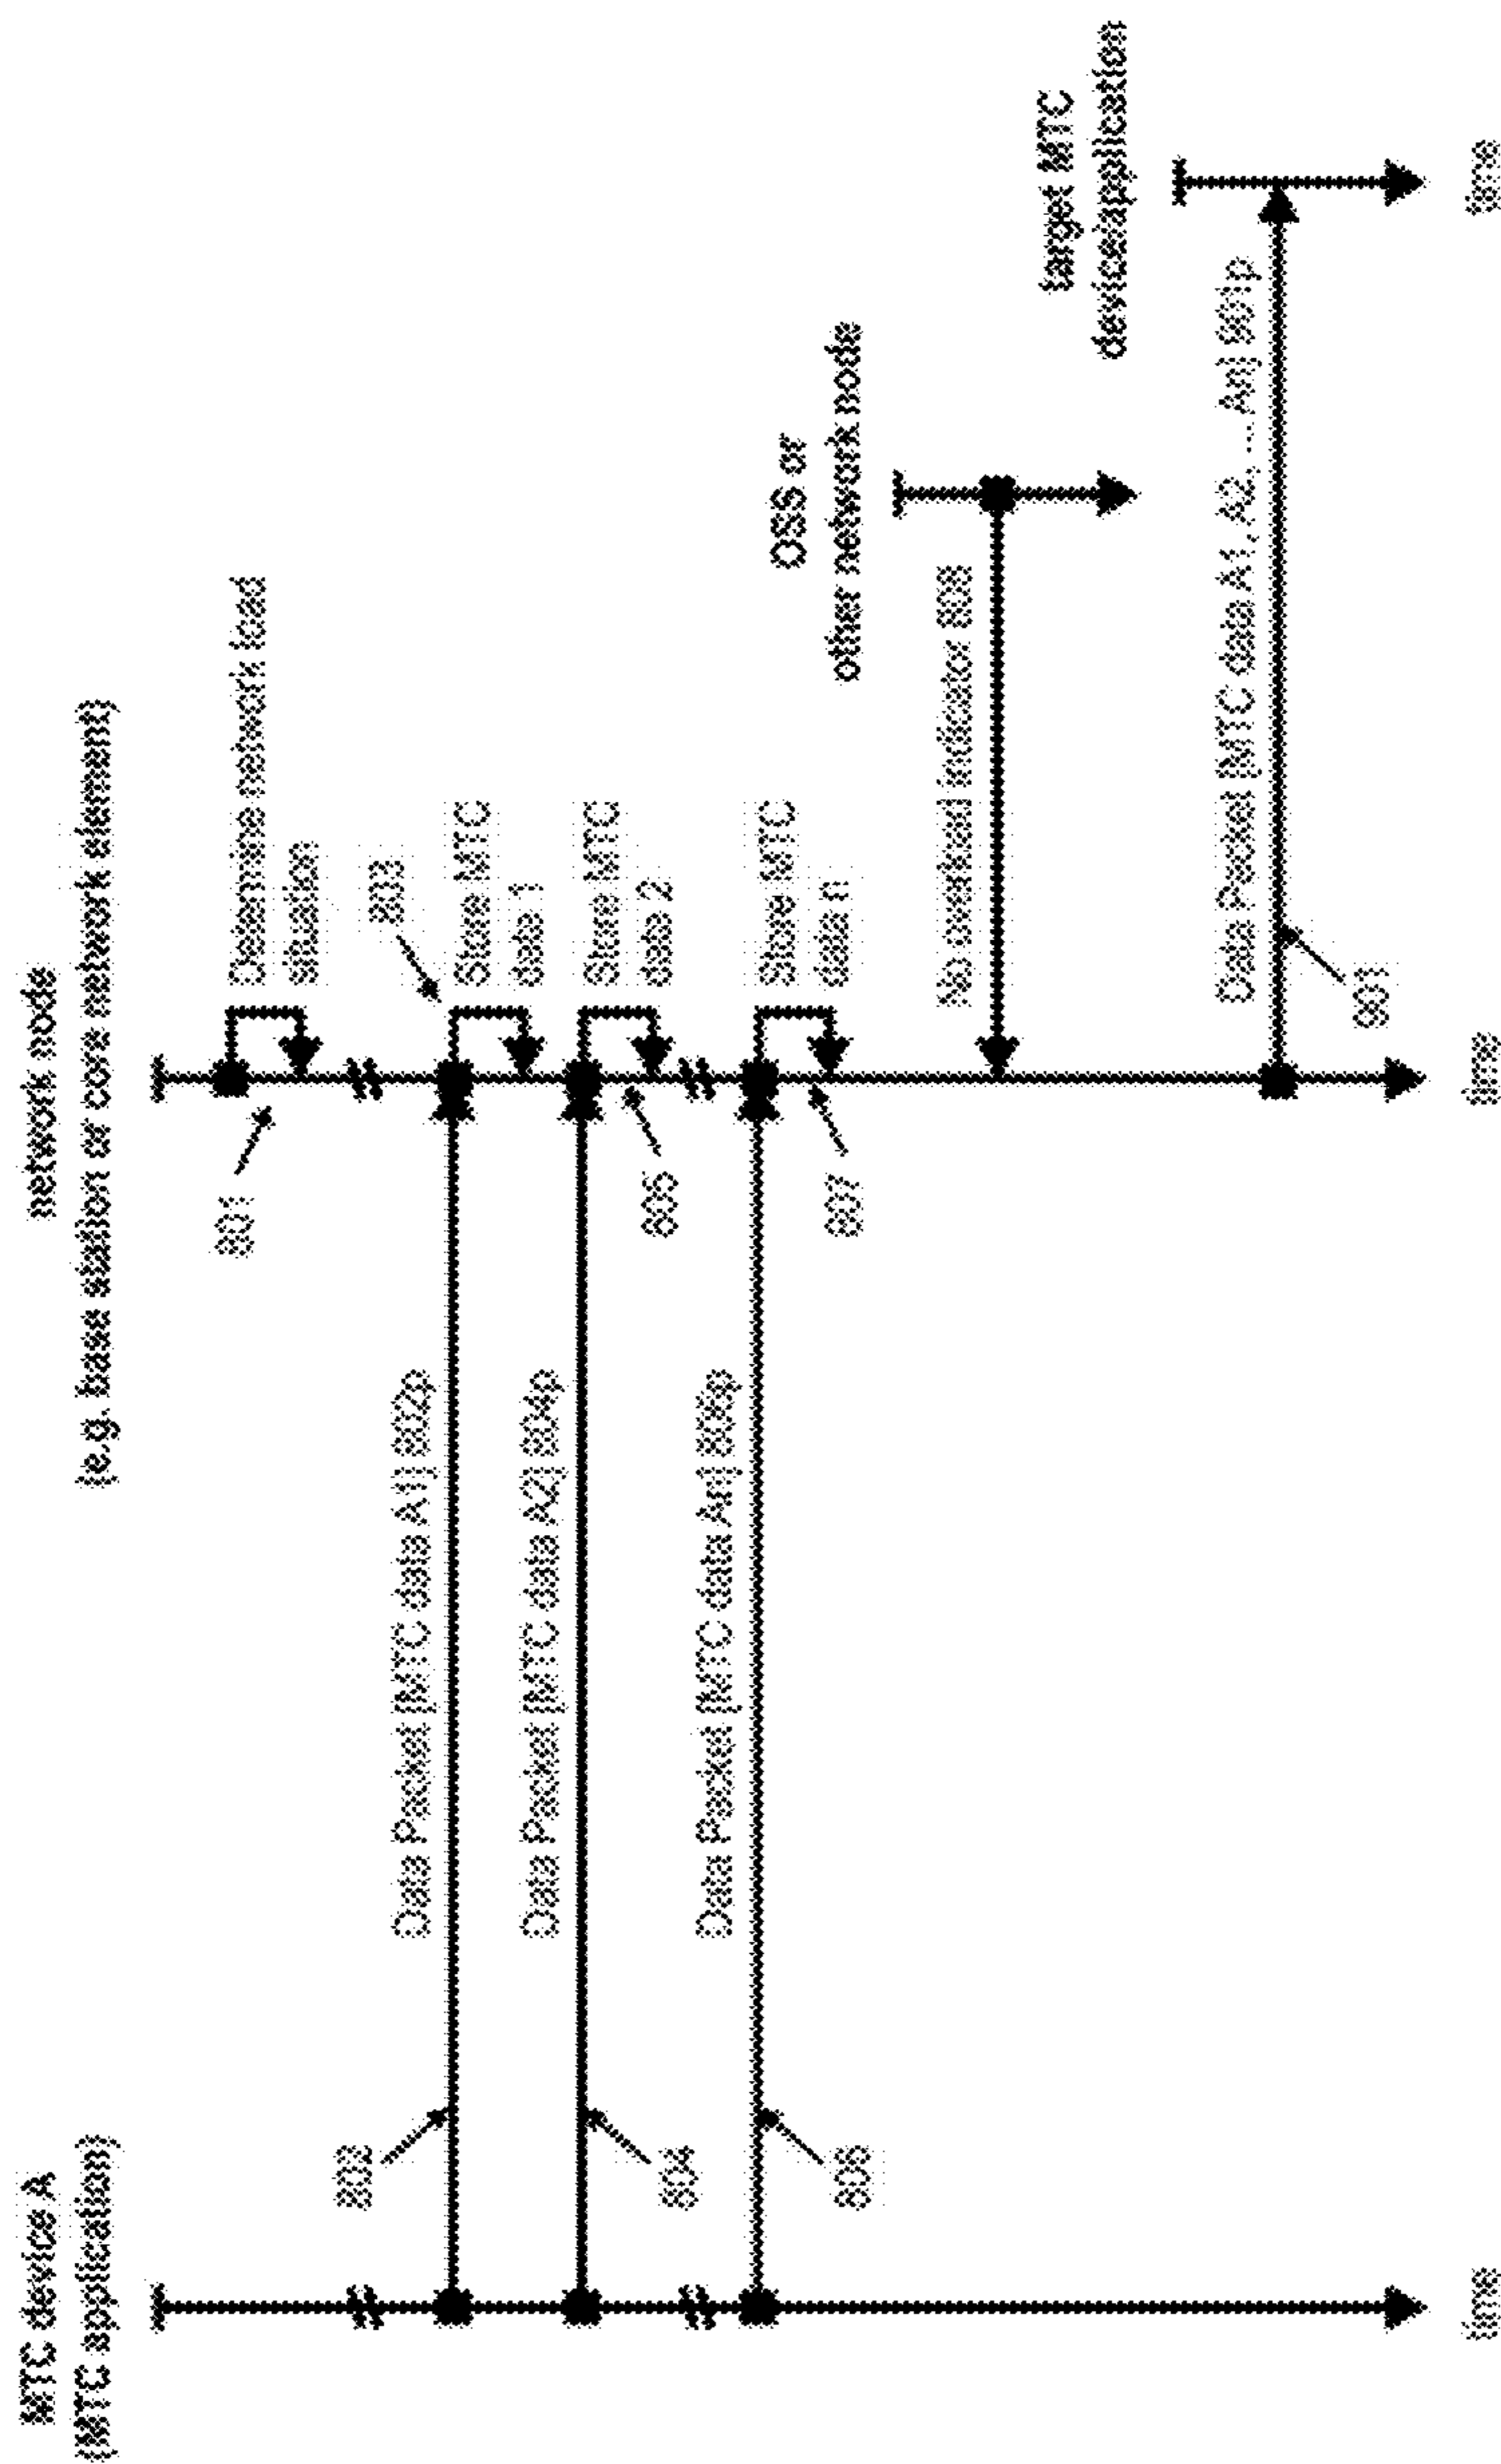 MTC device A
(MTC application)
network node
(e.g. base station or core network element)
801
Determine network load
situation
802
Data Packet [MTC data A1] 802p
803
Store MTC
data 1
Data Packet [MTC data A2] 804p
804
Store MTC
data 2
805
Data Packet [MTC data An] 806p
806
Store MTC
data n
807
OSS or
other network node
No overload indicator 808
target MTC
device/application
Data Packet [MTC data A1, A2, ... An] 901p
901
time
time
time